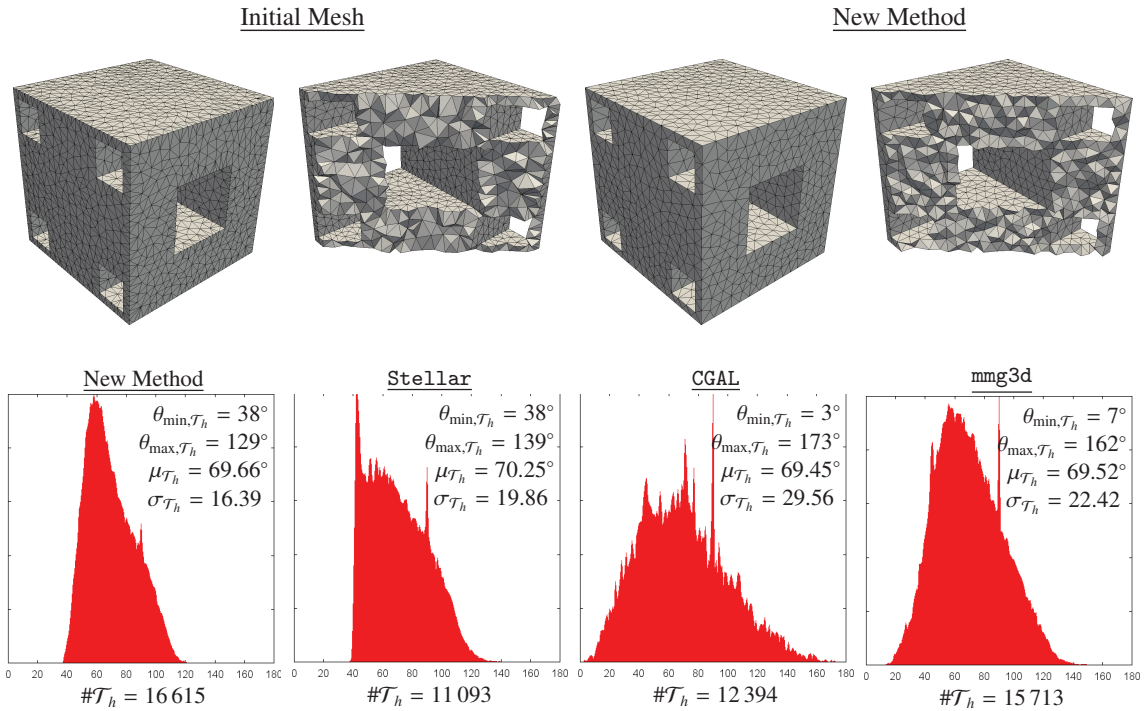 Initial Mesh
New Method
New Method
θmin,𝒯h = 38°
θmax,𝒯h = 129°
μ𝒯h = 69.66°
σ𝒯h = 16.39
0 20 40 60 80 100 120 140 160 180
#𝒯h = 16 615
Stellar
θmin,𝒯h = 38°
θmax,𝒯h = 139°
μ𝒯h = 70.25°
σ𝒯h = 19.86
0 20 40 60 80 100 120 140 160 180
#𝒯h = 11 093
CGAL
θmin,𝒯h = 3°
θmax,𝒯h = 173°
μ𝒯h = 69.45°
σ𝒯h = 29.56
0 20 40 60 80 100 120 140 160 180
#𝒯h = 12 394
mmg3d
θmin,𝒯h = 7°
θmax,𝒯h = 162°
μ𝒯h = 69.52°
σ𝒯h = 22.42
0 20 40 60 80 100 120 140 160 180
#𝒯h = 15 713